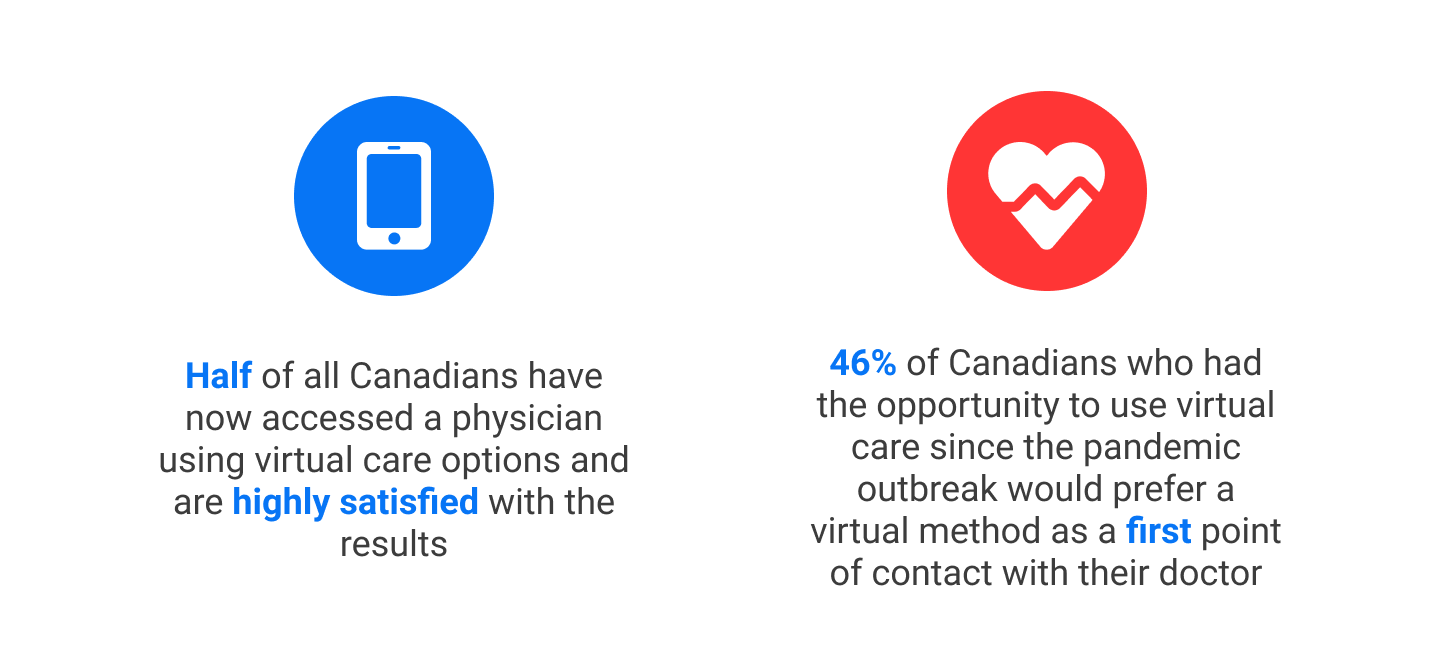 Half of all Canadians have
now accessed a physician
using virtual care options and
are highly satisfied with the
results
46% of Canadians who had
the opportunity to use virtual
care since the pandemic
outbreak would prefer a
virtual method as a first point
of contact with their doctor